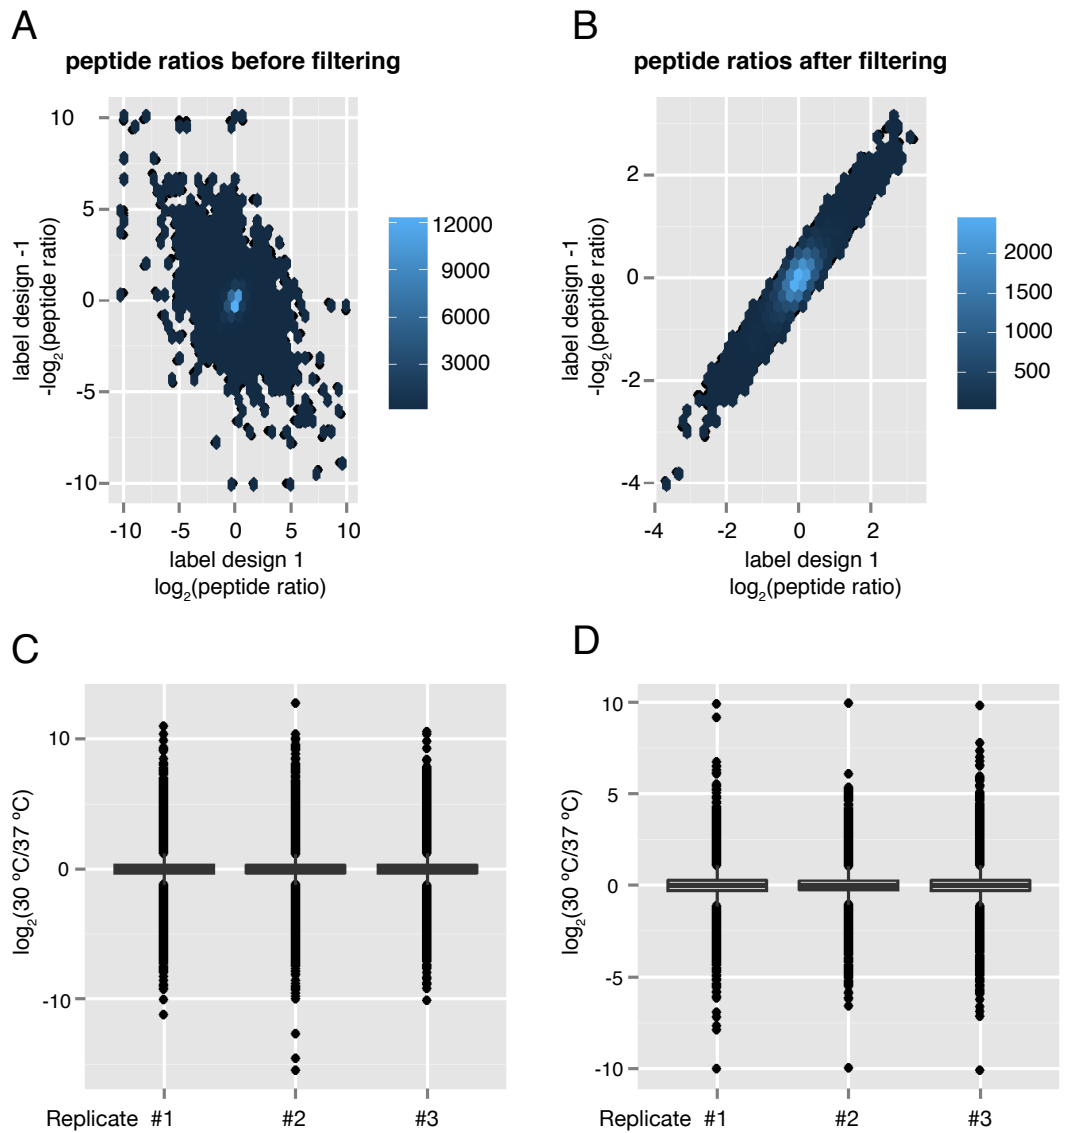 A
peptide ratios before filtering
10
5
0
-5
-10
label design -1
-log2(peptide ratio)
-10 -5 0 5 10
label design 1
log2(peptide ratio)
12000
9000
6000
3000
B
peptide ratios after filtering
2
0
-2
-4
label design -1
-log2(peptide ratio)
-4 -2 0 2
label design 1
log2(peptide ratio)
2000
1500
1000
500
C
10
0
-10
log2(30 ºC/37 ºC)
Replicate #1 #2 #3
D
10
5
0
-5
-10
log2(30 ºC/37 ºC)
Replicate #1 #2 #3